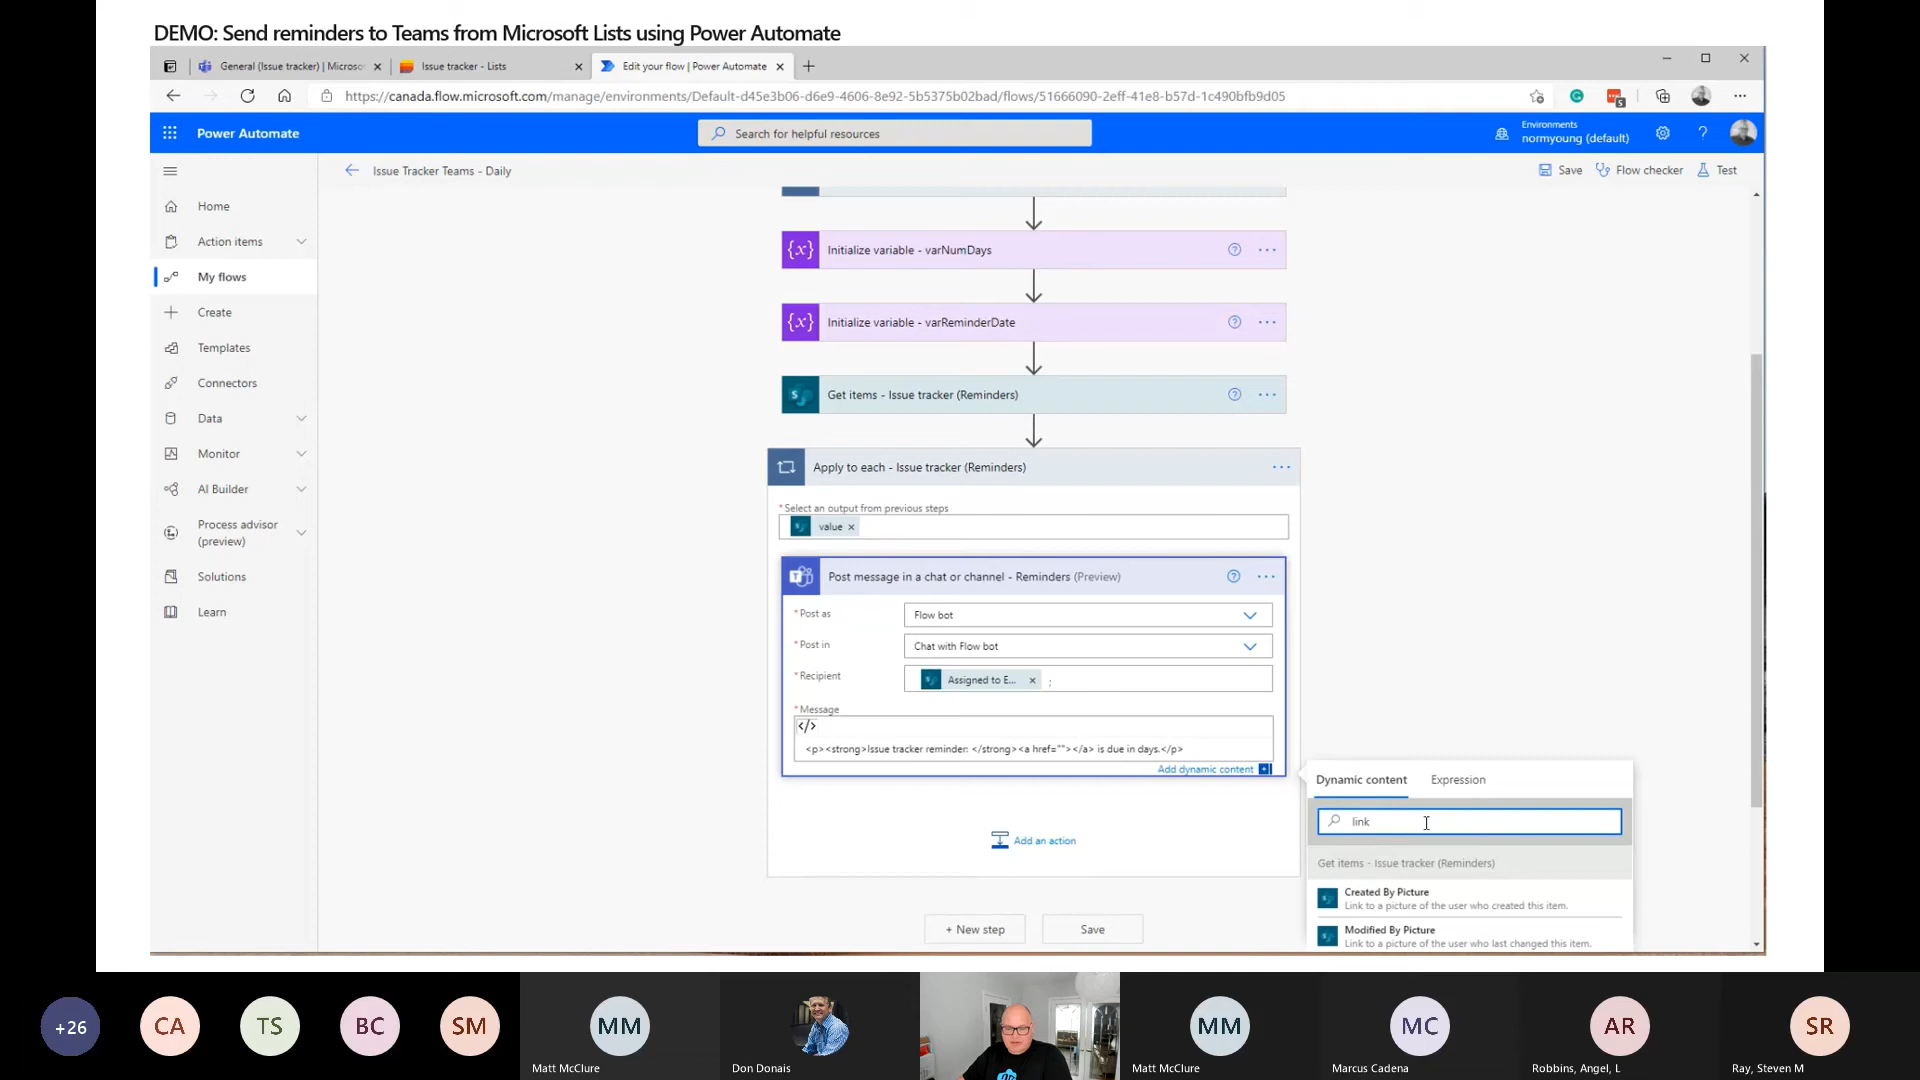 DEMO: Send reminders to Teams from Microsoft Lists using Power Automate
General (Issue tracker) | Microso
Issue tracker - Lists
Edit your flow | Power Automate
https://canada.flow.microsoft.com/manage/environments/Default-d45e3b06-d6e9-4606-8e92-5b5375b02bad/flows/51666090-2eff-41e8-b57d-1c490bfb9d05
5
Power Automate
Search for helpful resources
Environments
normyoung (default)
?
Issue Tracker Teams - Daily
Save
Flow checker
Test
Home
Action items
My flows
Create
Templates
Connectors
Data
Monitor
AI Builder
Process advisor
(preview)
Solutions
Learn
{x} Initialize variable - varNumDays
{x} Initialize variable - varReminderDate
Get items - Issue tracker (Reminders)
Apply to each - Issue tracker (Reminders)
* Select an output from previous steps
value ×
Post message in a chat or channel - Reminders (Preview)
* Post as
Flow bot
* Post in
Chat with Flow bot
* Recipient
Assigned to E... × ;
* Message
</>
<p><strong>Issue tracker reminder: </strong><a href=""></a> is due in days.</p>
Add dynamic content
Add an action
+ New step
Save
Dynamic content
Expression
link
Get items - Issue tracker (Reminders)
Created By Picture
Link to a picture of the user who created this item.
Modified By Picture
Link to a picture of the user who last changed this item.
+26
CA
TS
BC
SM
MM
Matt McClure
Don Donais
MM
Matt McClure
MC
Marcus Cadena
AR
Robbins, Angel, L
SR
Ray, Steven M